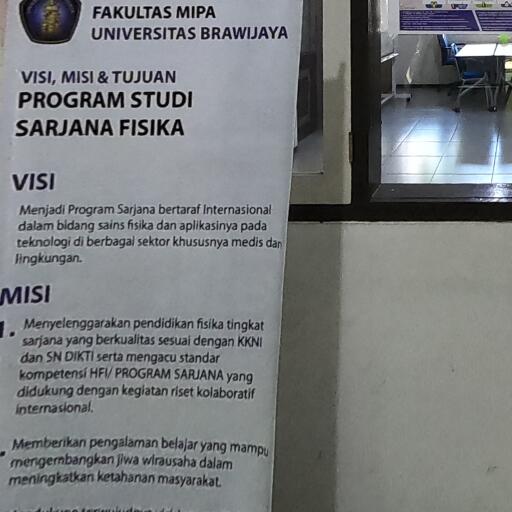 FAKULTAS MIPA
UNIVERSITAS BRAWIJAYA
VISI, MISI & TUJUAN
PROGRAM STUDI
SARJANA FISIKA
VISI
Menjadi Program Sarjana bertaraf Internasional
dalam bidang sains fisika dan aplikasinya pada
teknologi di berbagai sektor khususnya medis dan
lingkungan.
MISI
1. Menyelenggarakan pendidikan fisika tingkat
sarjana yang berkualitas sesuai dengan KKNI
dan SN DIKTI serta mengacu standar
kompetensi HFI/ PROGRAM SARJANA yang
didukung dengan kegiatan riset kolaboratif
internasional.
Memberikan pengalaman belajar yang mampu
mengembangkan jiwa wirausaha dalam
meningkatkan ketahanan masyarakat.